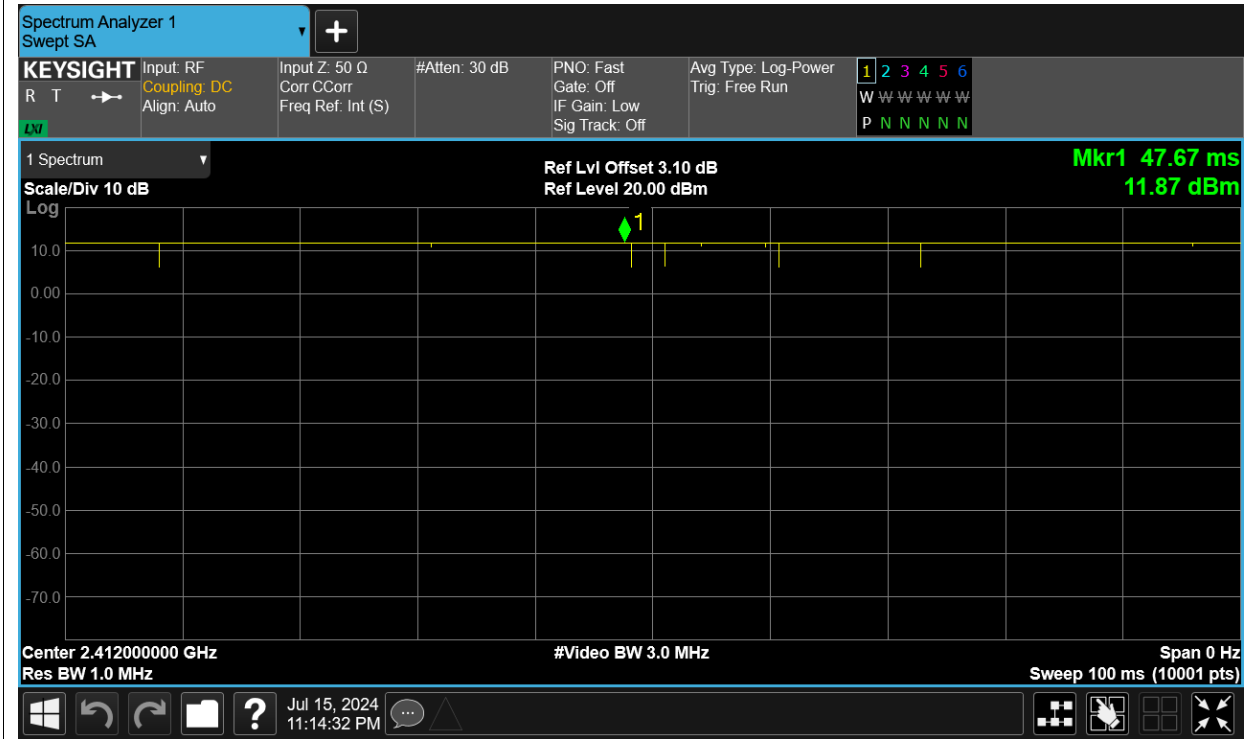 Spectrum Analyzer 1
Swept SA
KEYSIGHT
R T
LXI
Input: RF
Coupling: DC
Align: Auto
Input Z: 50 Ω
Corr CCorr
Freq Ref: Int (S)
#Atten: 30 dB
PNO: Fast
Gate: Off
IF Gain: Low
Sig Track: Off
Avg Type: Log-Power
Trig: Free Run
1 2 3 4 5 6
W W W W W W
P N N N N N
1 Spectrum
Scale/Div 10 dB
Ref Lvl Offset 3.10 dB
Ref Level 20.00 dBm
Mkr1 47.67 ms
11.87 dBm
Log
1
10.0
0.00
-10.0
-20.0
-30.0
-40.0
-50.0
-60.0
-70.0
Center 2.412000000 GHz
#Video BW 3.0 MHz
Span 0 Hz
Res BW 1.0 MHz
Sweep 100 ms (10001 pts)
?
Jul 15, 2024
11:14:32 PM